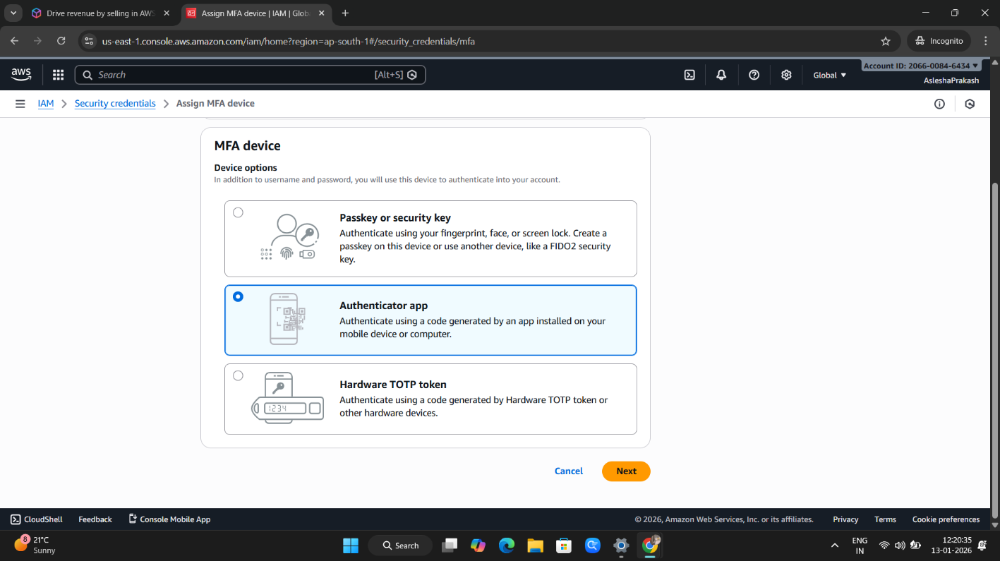 Drive revenue by selling in AWS
Assign MFA device | IAM | Glob
us-east-1.console.aws.amazon.com/iam/home?region=ap-south-1#/security_credentials/mfa
Incognito
aws
Search
[Alt+S]
Global
Account ID: 2066-0084-6434
AsleshaPrakash
IAM
Security credentials
Assign MFA device
MFA device
Device options
In addition to username and password, you will use this device to authenticate into your account.
Passkey or security key
Authenticate using your fingerprint, face, or screen lock. Create a
passkey on this device or use another device, like a FIDO2 security
key.
Authenticator app
Authenticate using a code generated by an app installed on your
mobile device or computer.
1234
Hardware TOTP token
Authenticate using a code generated by Hardware TOTP token or
other hardware devices.
Cancel
Next
CloudShell
Feedback
Console Mobile App
© 2026, Amazon Web Services, Inc. or its affiliates.
Privacy
Terms
Cookie preferences
8
21°C
Sunny
Search
ENG
IN
12:20:35
13-01-2026